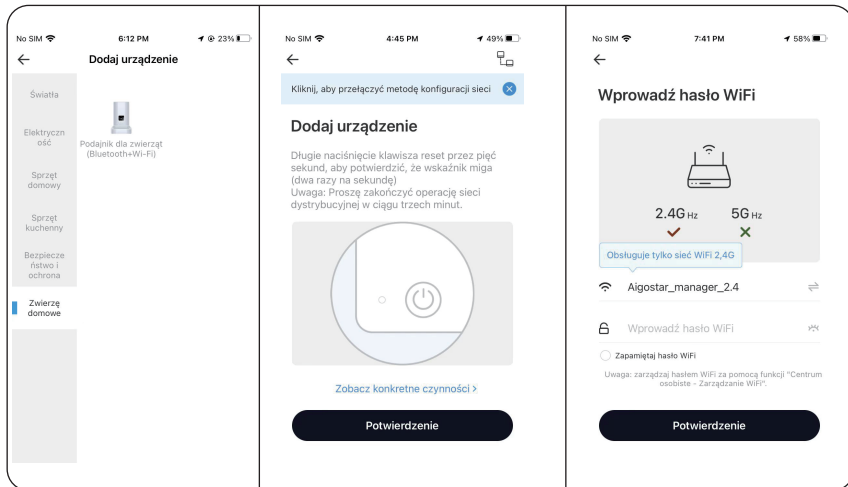 No SIM 6:12 PM 23%
Dodaj urządzenie
Światła
Elektryczn
ość
Sprzęt
domowy
Sprzęt
kuchenny
Bezpiecze
ństwo i
ochrona
Zwierzę
domowe
Podajnik dla zwierząt
(Bluetooth+Wi-Fi)
No SIM 4:45 PM 49%
Kliknij, aby przełączyć metodę konfiguracji sieci
Dodaj urządzenie
Długie naciśnięcie klawisza reset przez pięć
sekund, aby potwierdzić, że wskaźnik miga
(dwa razy na sekundę)
Uwaga: Proszę zakończyć operację sieci
dystrybucyjnej w ciągu trzech minut.
Zobacz konkretne czynności >
Potwierdzenie
No SIM 7:41 PM 58%
Wprowadź hasło WiFi
2.4G Hz 5G Hz
Obsługuje tylko sieć WiFi 2,4G
Aigostar_manager_2.4
Wprowadź hasło WiFi
Zapamiętaj hasło WiFi
Uwaga: zarządzaj hasłem WiFi za pomocą funkcji "Centrum
osobiste - Zarządzanie WiFi".
Potwierdzenie